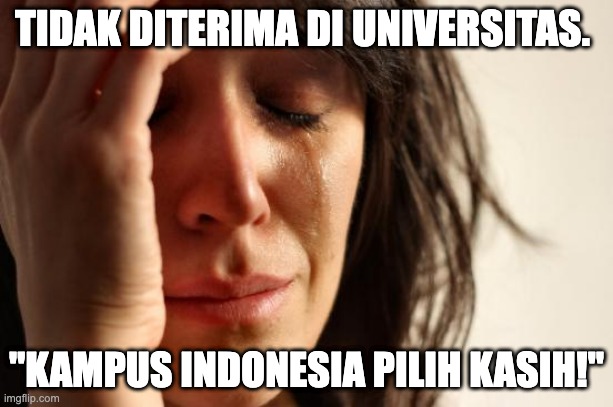 TIDAK DITERIMA DI UNIVERSITAS.
"KAMPUS INDONESIA PILIH KASIH!"
imgflip.com